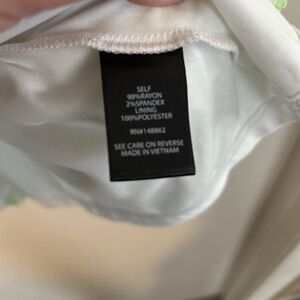 SELF
98%RAYON
2%SPANDEX
LINING
100%POLYESTER
RN#148862
SEE CARE ON REVERSE
MADE IN VIETNAM